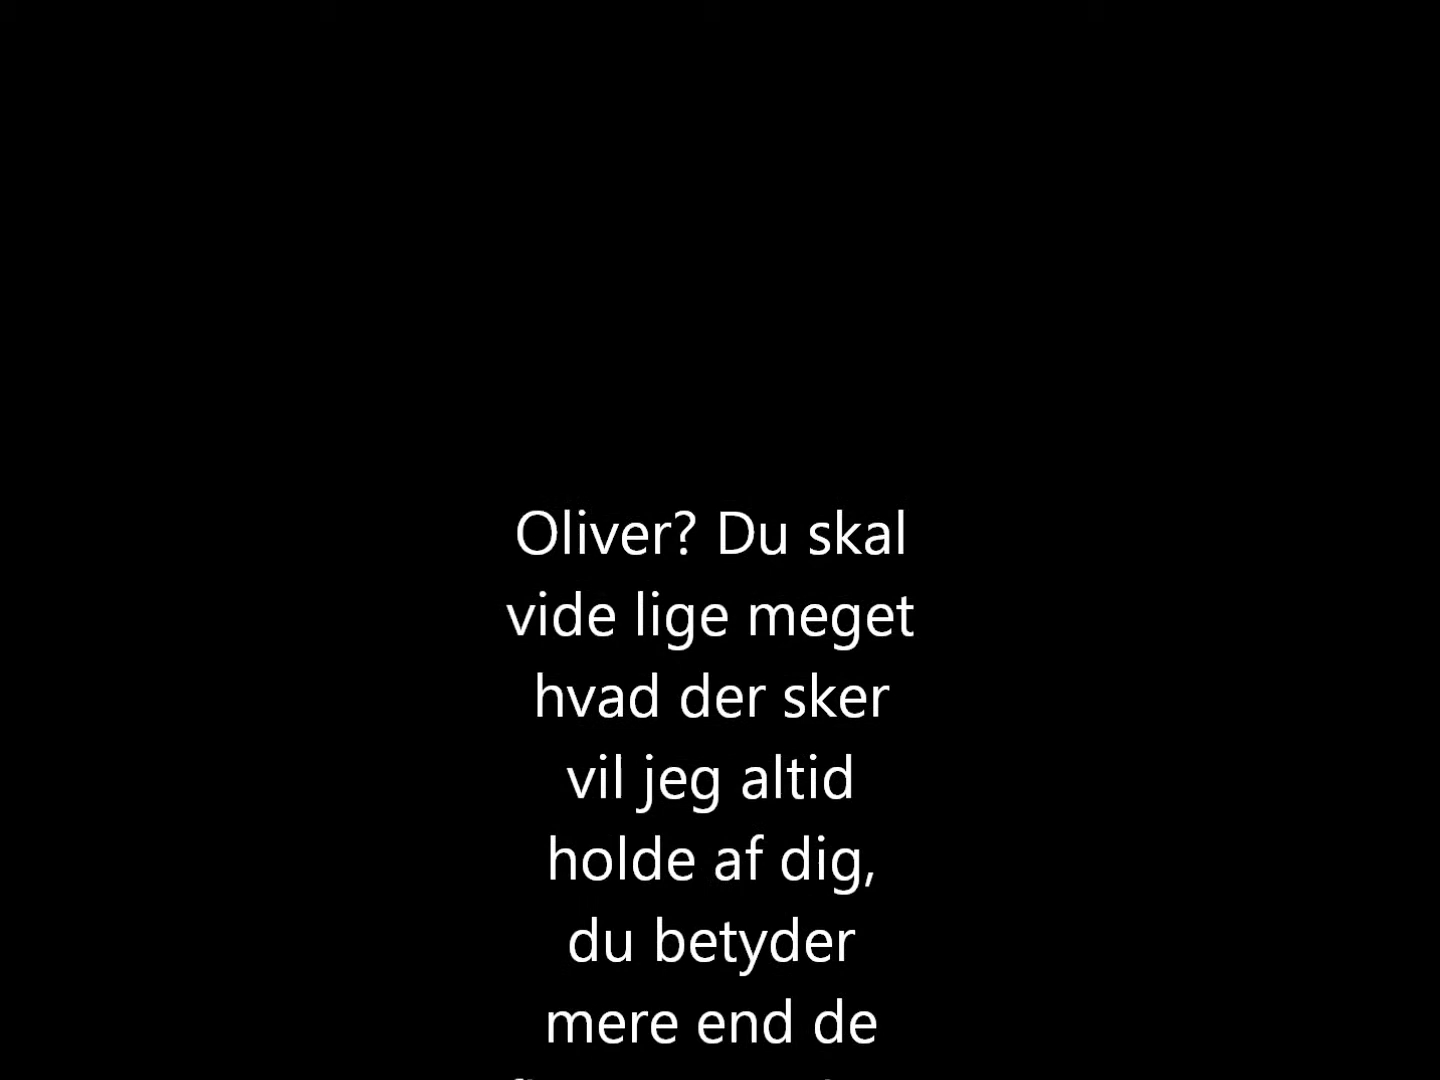 Oliver? Du skal
vide lige meget
hvad der sker
vil jeg altid
holde af dig,
du betyder
mere end de